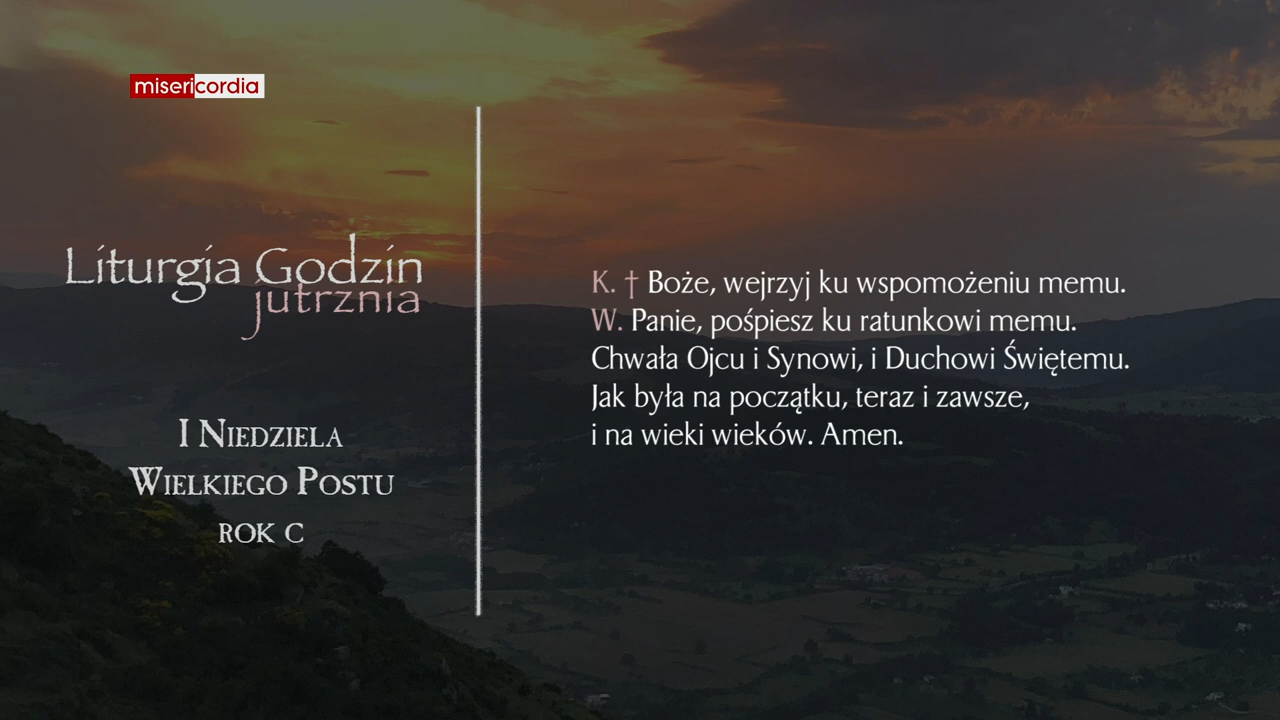 misericordia
Liturgia Godzin
jutrznia
I Niedziela
Wielkiego Postu
rok C
K. † Boże, wejrzyj ku wspomożeniu memu.
W. Panie, pośpiesz ku ratunkowi memu.
Chwała Ojcu i Synowi, i Duchowi Świętemu.
Jak była na początku, teraz i zawsze,
i na wieki wieków. Amen.